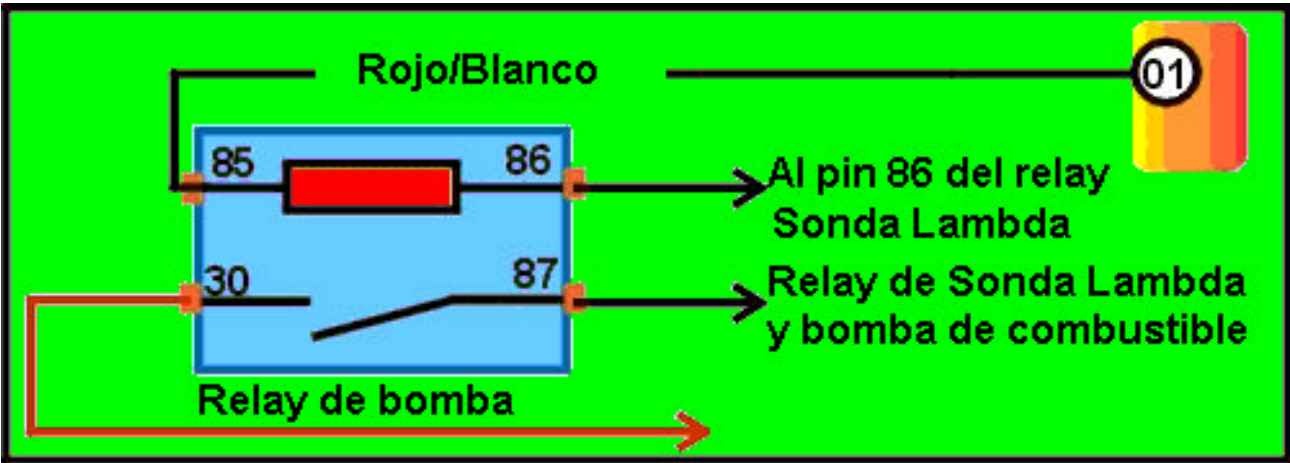 Rojo/Blanco
01
85
86
Al pin 86 del relay
Sonda Lambda
30
87
Relay de Sonda Lambda
y bomba de combustible
Relay de bomba